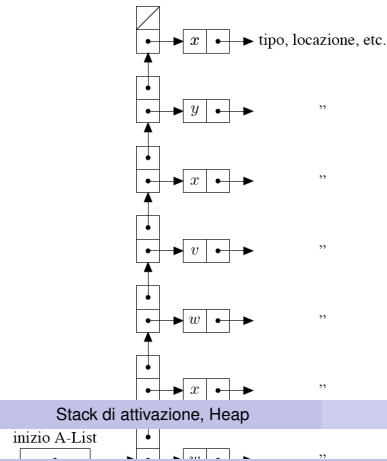 x tipo, locazione, etc.
y ”
x ”
v ”
w ”
x ”
Stack di attivazione, Heap
inizio A-List
w ”